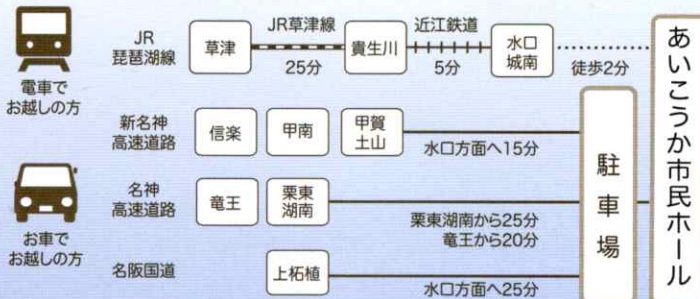 電車で
お越しの方
JR
琵琶湖線
草津
JR草津線
25分
貴生川
近江鉄道
5分
水口
城南
徒歩2分
お車で
お越しの方
新名神
高速道路
信楽
甲南
甲賀
土山
水口方面へ15分
名神
高速道路
竜王
栗東
湖南
栗東湖南から25分
竜王から20分
名阪国道
上柘植
水口方面へ25分
駐車場
あいこうか市民ホール